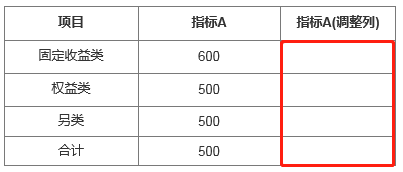 项目 指标A 指标A(调整列)
固定收益类 600
权益类 500
另类 500
合计 500